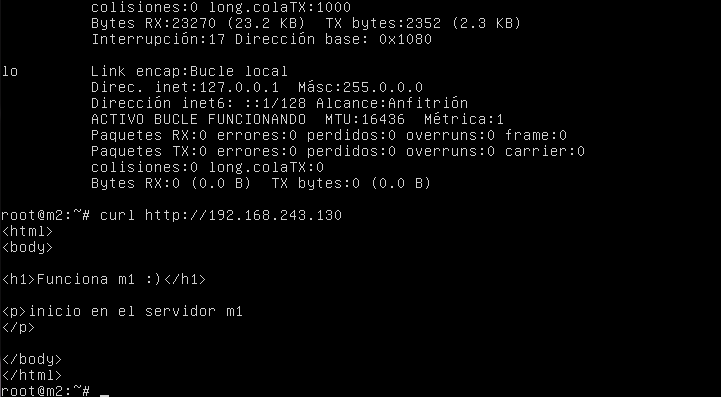 colisiones:0 long.colaTX:1000
Bytes RX:23270 (23.2 KB)  TX bytes:2352 (2.3 KB)
Interrupción:17 Dirección base: 0x1080
lo        Link encap:Bucle local
Direc. inet:127.0.0.1  Másc:255.0.0.0
Dirección inet6: ::1/128 Alcance:Anfitrión
ACTIVO BUCLE FUNCIONANDO  MTU:16436  Métrica:1
Paquetes RX:0 errores:0 perdidos:0 overruns:0 frame:0
Paquetes TX:0 errores:0 perdidos:0 overruns:0 carrier:0
colisiones:0 long.colaTX:0
Bytes RX:0 (0.0 B)  TX bytes:0 (0.0 B)
root@m2:~# curl http://192.168.243.130
<html>
<body>
<h1>Funciona m1 :)</h1>
<p>inicio en el servidor m1
</p>
</body>
</html>
root@m2:~# _